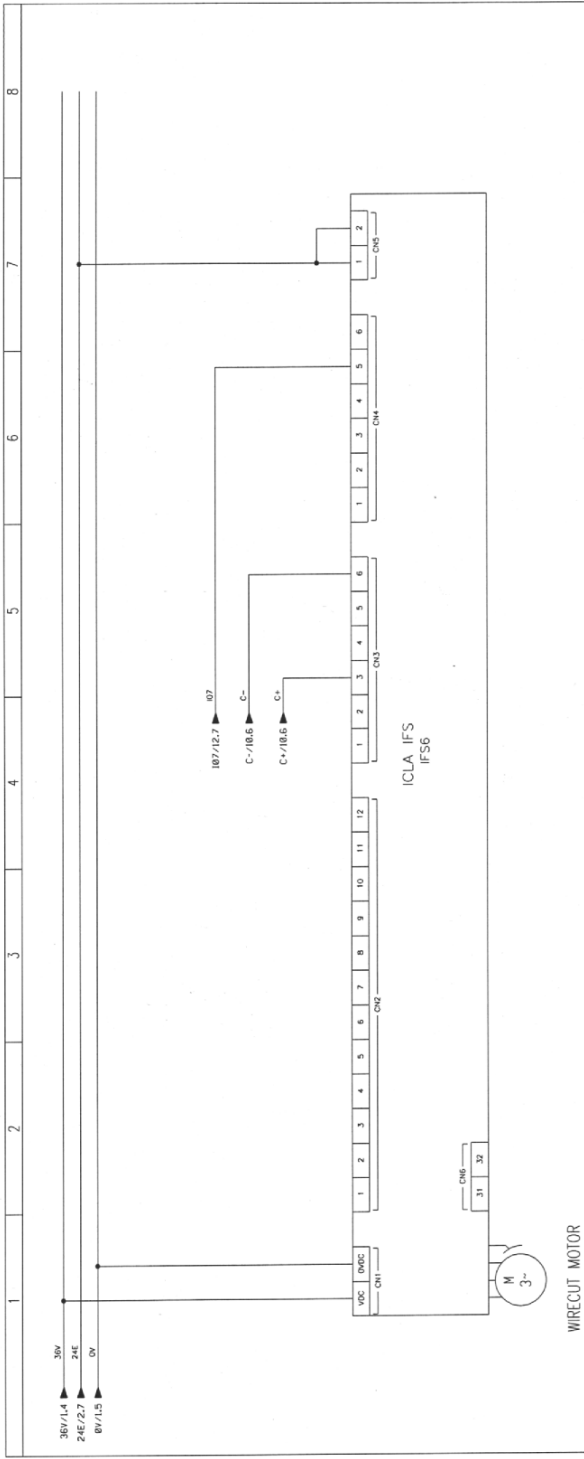 1 2 3 4 5 6 7 8
36V/1.4 36V
24E/2.7 24E
0V/1.5 0V
I07/12.7 I07
C-/10.6 C-
C+/10.6 C+
VDC 0VDC 1 2 3 4 5 6 7 8 9 10 11 12 1 2 3 4 5 6 1 2 3 4 5 6 1 2
CN1 CN2 CN3 CN4 CN5
ICLA IFS
IFS6
CN6
31 32
M
3~
WIRECUT MOTOR